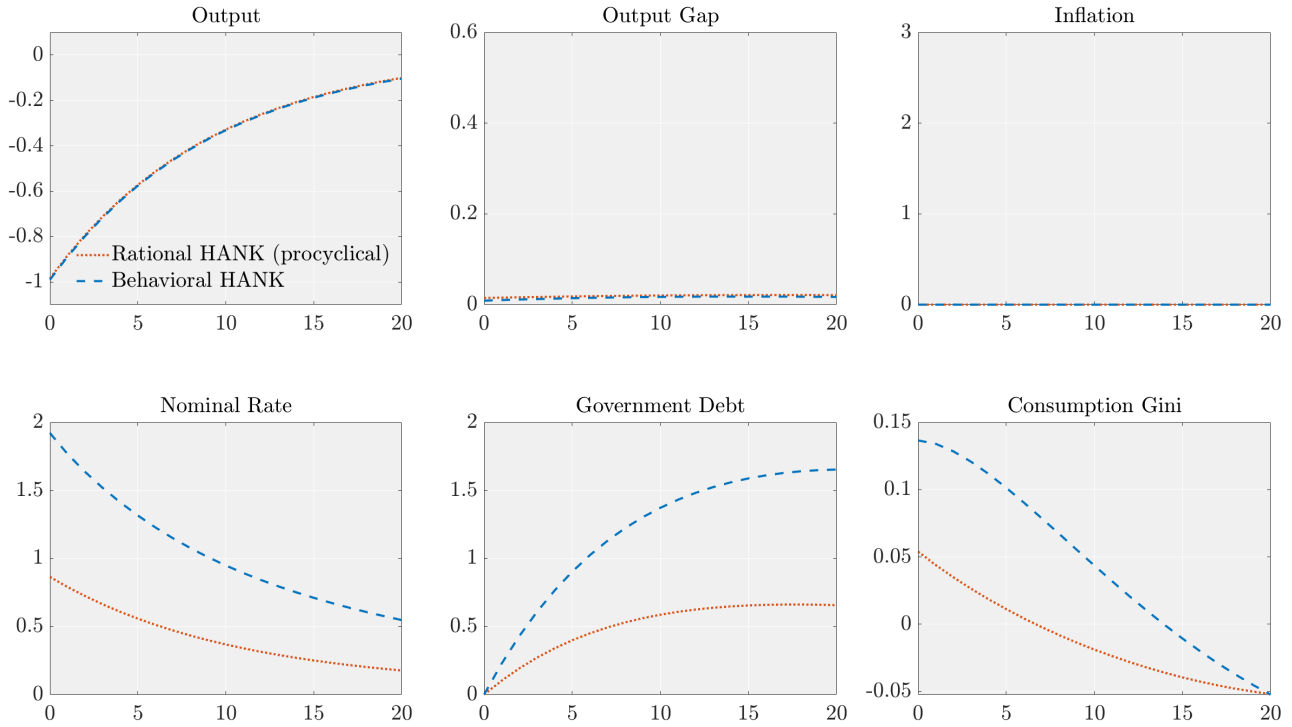 Output
0
-0.2
-0.4
-0.6
-0.8
-1
Rational HANK (procyclical)
Behavioral HANK
0 5 10 15 20
Output Gap
0.6
0.4
0.2
0
0 5 10 15 20
Inflation
3
2
1
0
0 5 10 15 20
Nominal Rate
2
1.5
1
0.5
0
0 5 10 15 20
Government Debt
2
1.5
1
0.5
0
0 5 10 15 20
Consumption Gini
0.15
0.1
0.05
0
-0.05
0 5 10 15 20